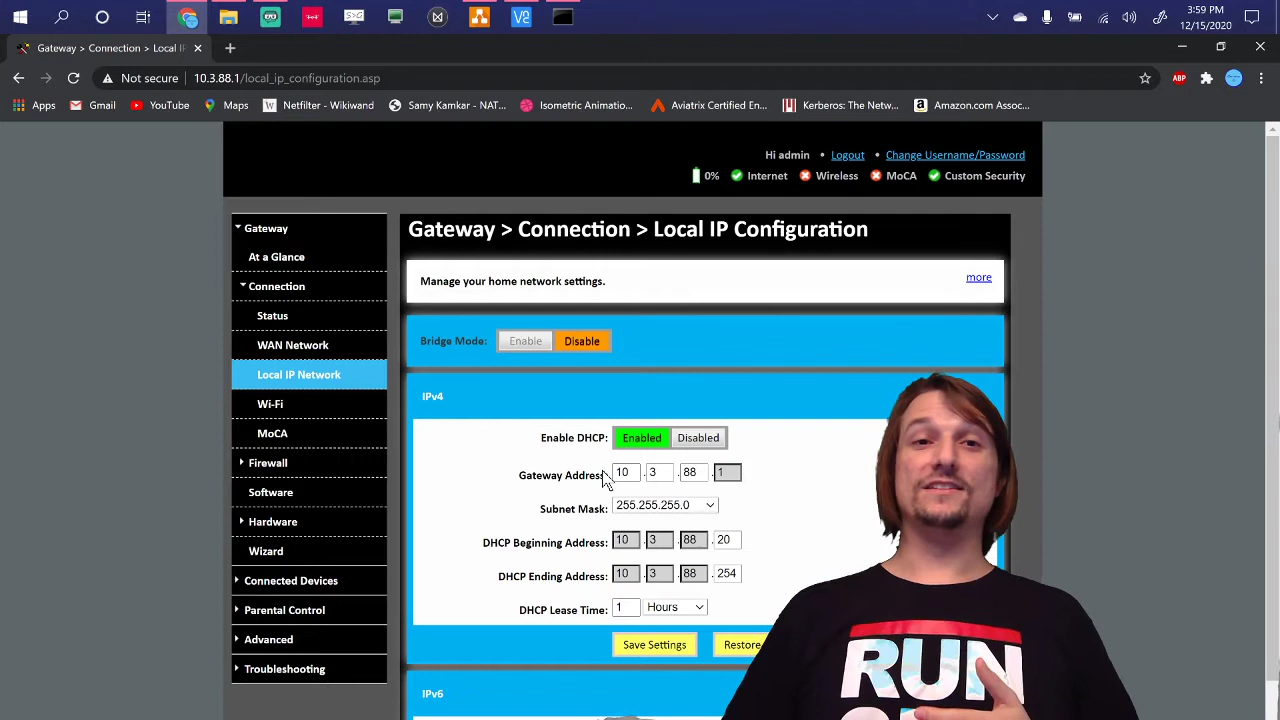 3:59 PM
12/15/2020
Gateway > Connection > Local I
Not secure 10.3.88.1/local_ip_configuration.asp
ABP
Apps Gmail YouTube Maps Netfilter - Wikiwand Samy Kamkar - NAT... Isometric Animatio... Aviatrix Certified En... Kerberos: The Netw... Amazon.com Assoc...
Hi admin • Logout • Change Username/Password
0% Internet Wireless MoCA Custom Security
Gateway
At a Glance
Connection
Status
WAN Network
Local IP Network
Wi-Fi
MoCA
Firewall
Software
Hardware
Wizard
Connected Devices
Parental Control
Advanced
Troubleshooting
Gateway > Connection > Local IP Configuration
Manage your home network settings. more
Bridge Mode: Enable Disable
IPv4
Enable DHCP: Enabled Disabled
Gateway Address: 10 . 3 . 88 . 1
Subnet Mask: 255.255.255.0
DHCP Beginning Address: 10 . 3 . 88 . 20
DHCP Ending Address: 10 . 3 . 88 . 254
DHCP Lease Time: 1 Hours
Save Settings Restore
IPv6
RUN